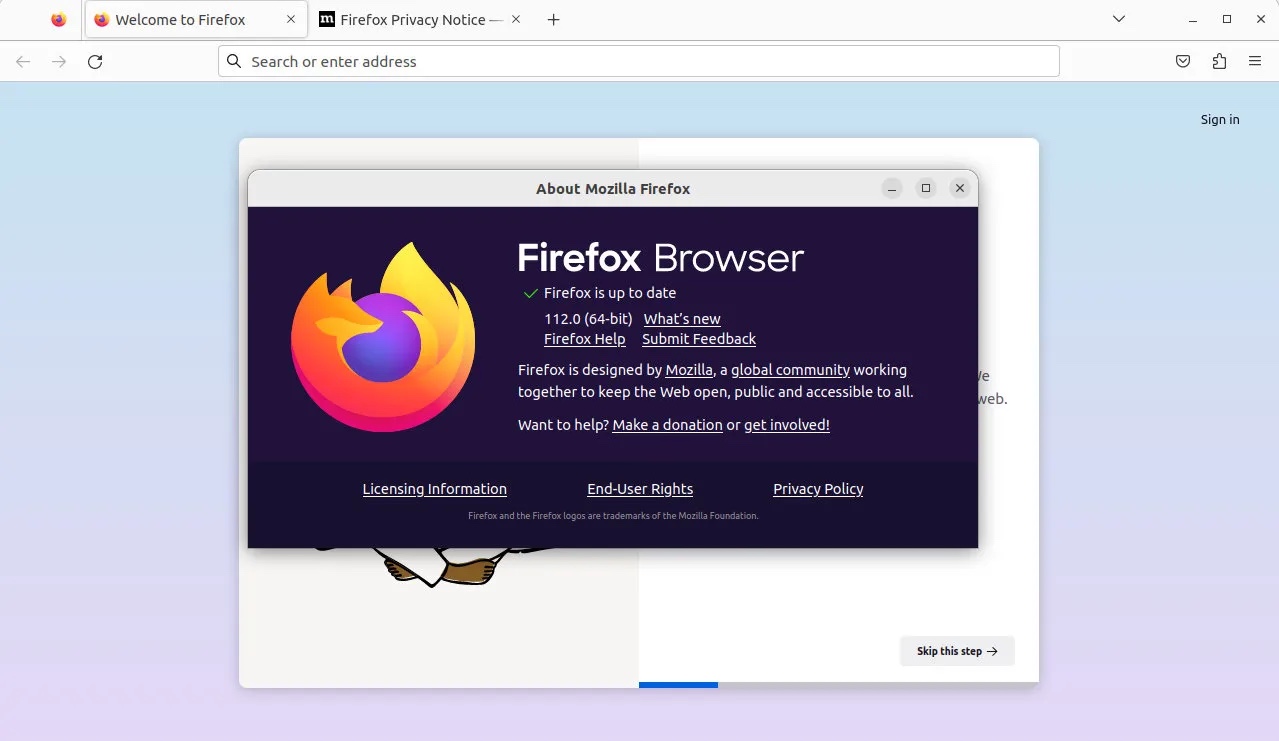 Welcome to Firefox
Firefox Privacy Notice —
Search or enter address
Sign in
About Mozilla Firefox
Firefox Browser
Firefox is up to date
112.0 (64-bit) What's new
Firefox Help Submit Feedback
Firefox is designed by Mozilla, a global community working
together to keep the Web open, public and accessible to all.
Want to help? Make a donation or get involved!
web.
Licensing Information End-User Rights Privacy Policy
Firefox and the Firefox logos are trademarks of the Mozilla Foundation.
Skip this step →